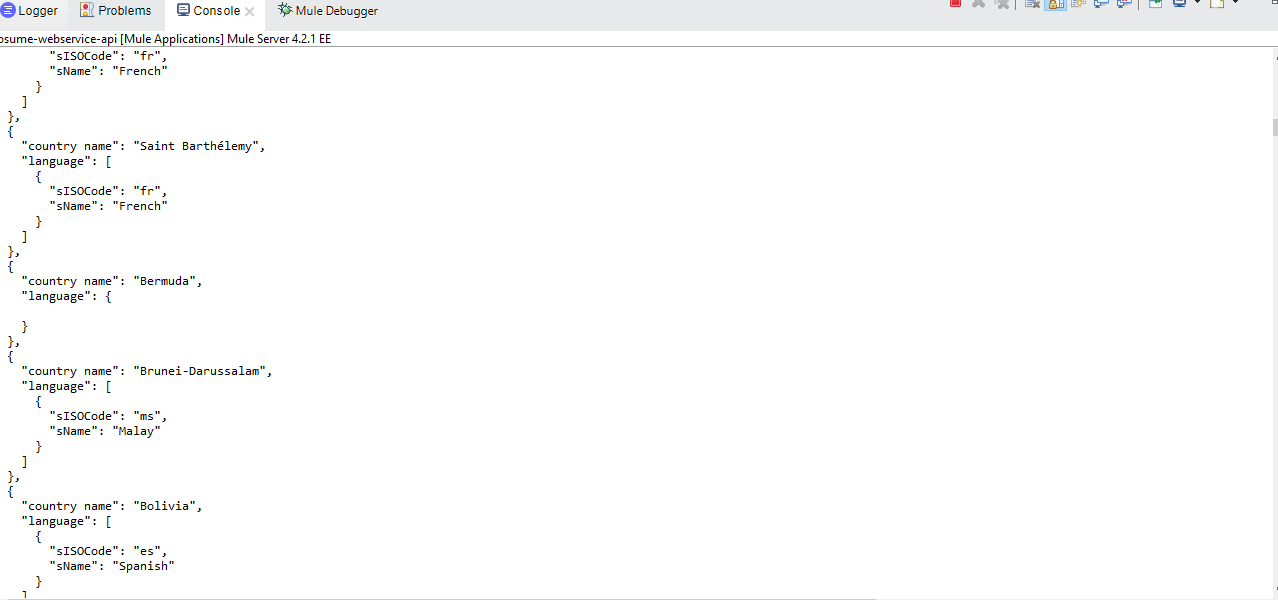 Logger Problems Console Mule Debugger
osume-webservice-api [Mule Applications] Mule Server 4.2.1 EE
"sISOCode": "fr",
"sName": "French"
}
]
},
{
"country name": "Saint Barthélemy",
"language": [
{
"sISOCode": "fr",
"sName": "French"
}
]
},
{
"country name": "Bermuda",
"language": {
}
},
{
"country name": "Brunei-Darussalam",
"language": [
{
"sISOCode": "ms",
"sName": "Malay"
}
]
},
{
"country name": "Bolivia",
"language": [
{
"sISOCode": "es",
"sName": "Spanish"
}
]